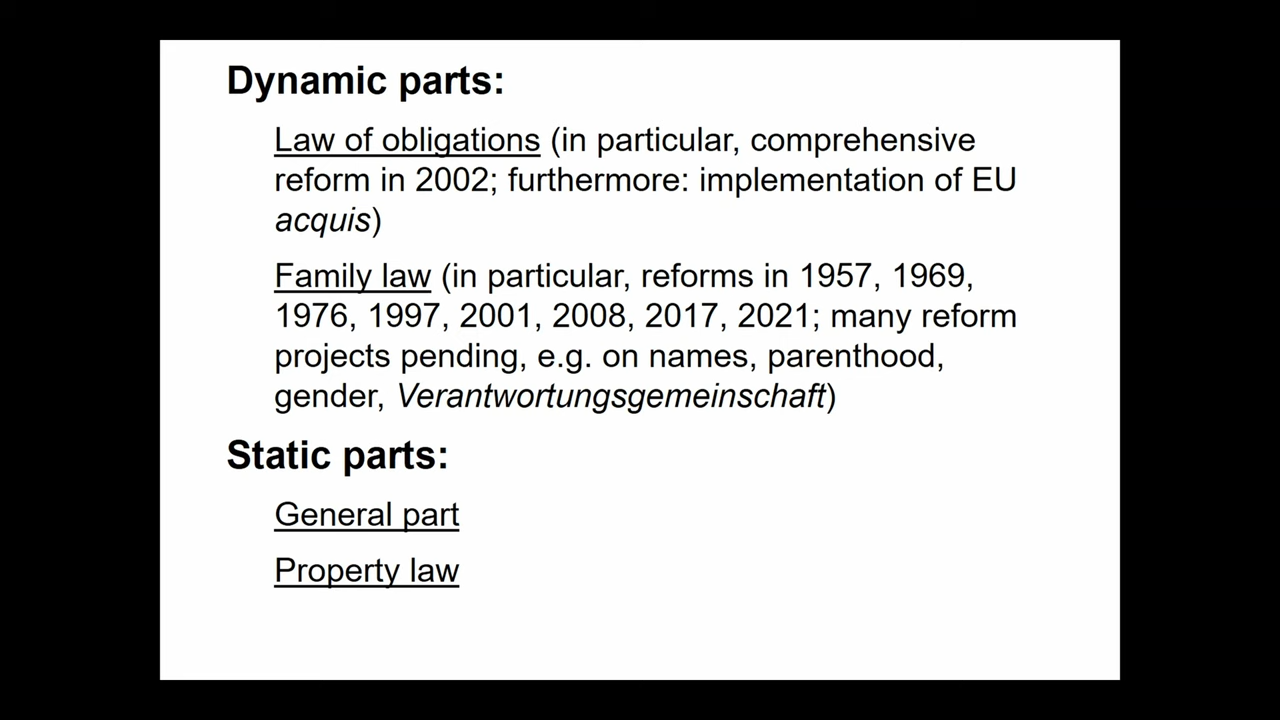 Dynamic parts:
Law of obligations (in particular, comprehensive
reform in 2002; furthermore: implementation of EU
acquis)
Family law (in particular, reforms in 1957, 1969,
1976, 1997, 2001, 2008, 2017, 2021; many reform
projects pending, e.g. on names, parenthood,
gender, Verantwortungsgemeinschaft)
Static parts:
General part
Property law